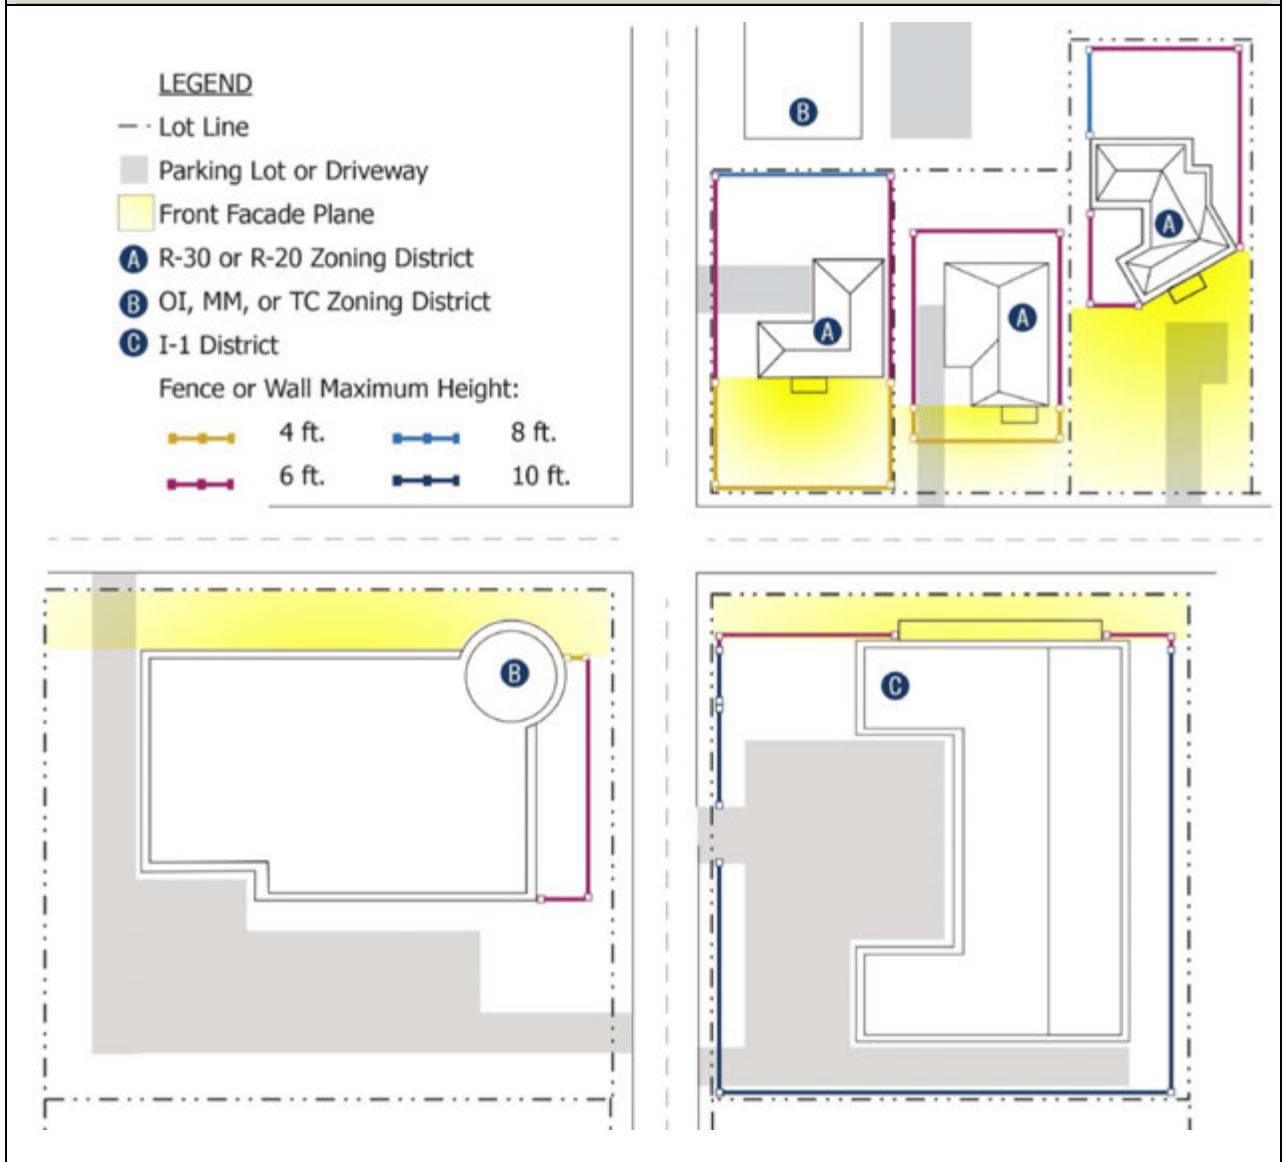 LEGEND
Lot Line
Parking Lot or Driveway
Front Facade Plane
A R-30 or R-20 Zoning District
B OI, MM, or TC Zoning District
C I-1 District
Fence or Wall Maximum Height:
4 ft. 8 ft.
6 ft. 10 ft.
B
A
A
A
B
C